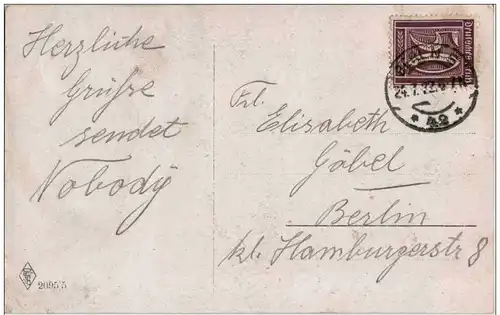 Herzliche
Grüße
sendet
Nobody
Frl.
Elisabeth
Göbel
Berlin
kl. Hamburgerstr 8
Deutsches Reich
* 42 *
20955